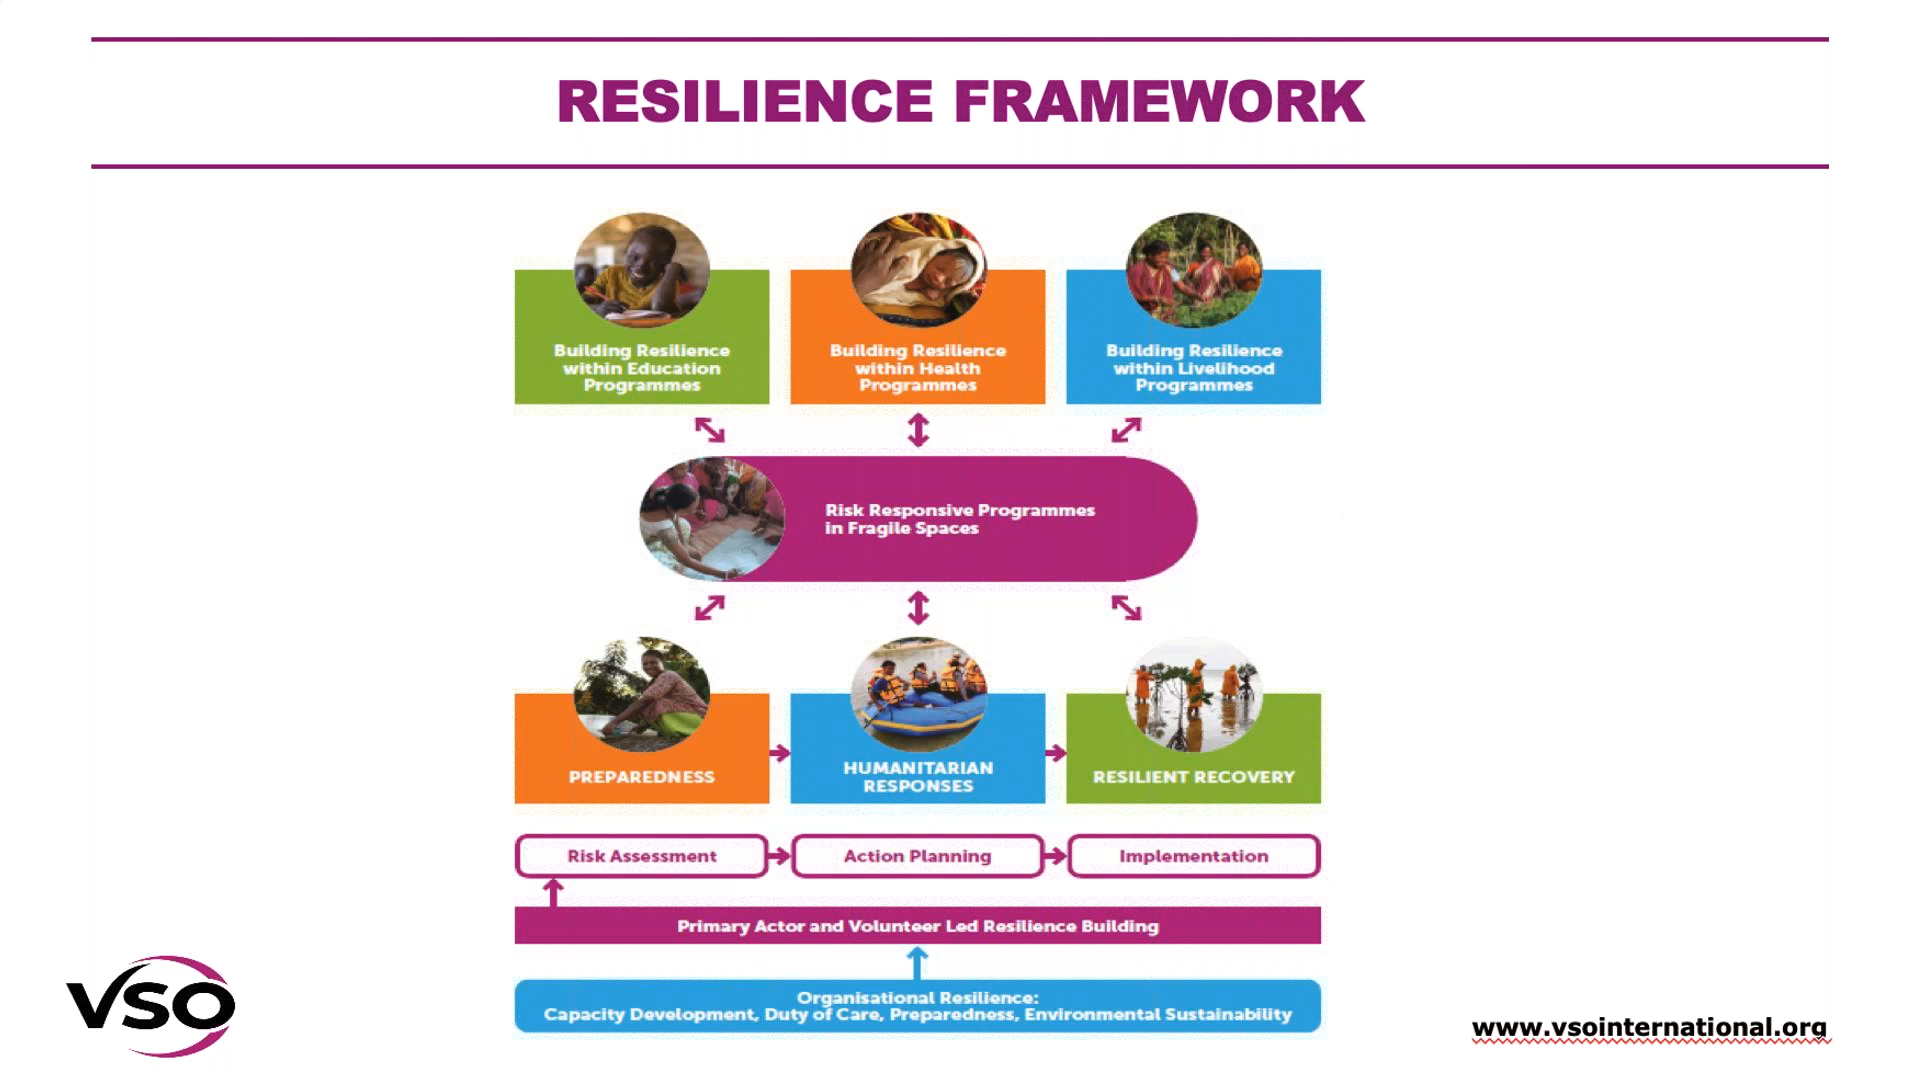 RESILIENCE FRAMEWORK
Building Resilience
within Education
Programmes
Building Resilience
within Health
Programmes
Building Resilience
within Livelihood
Programmes
Risk Responsive Programmes
in Fragile Spaces
PREPAREDNESS
HUMANITARIAN
RESPONSES
RESILIENT RECOVERY
Risk Assessment
Action Planning
Implementation
Primary Actor and Volunteer Led Resilience Building
Organisational Resilience:
Capacity Development, Duty of Care, Preparedness, Environmental Sustainability
VSO
www.vsointernational.org